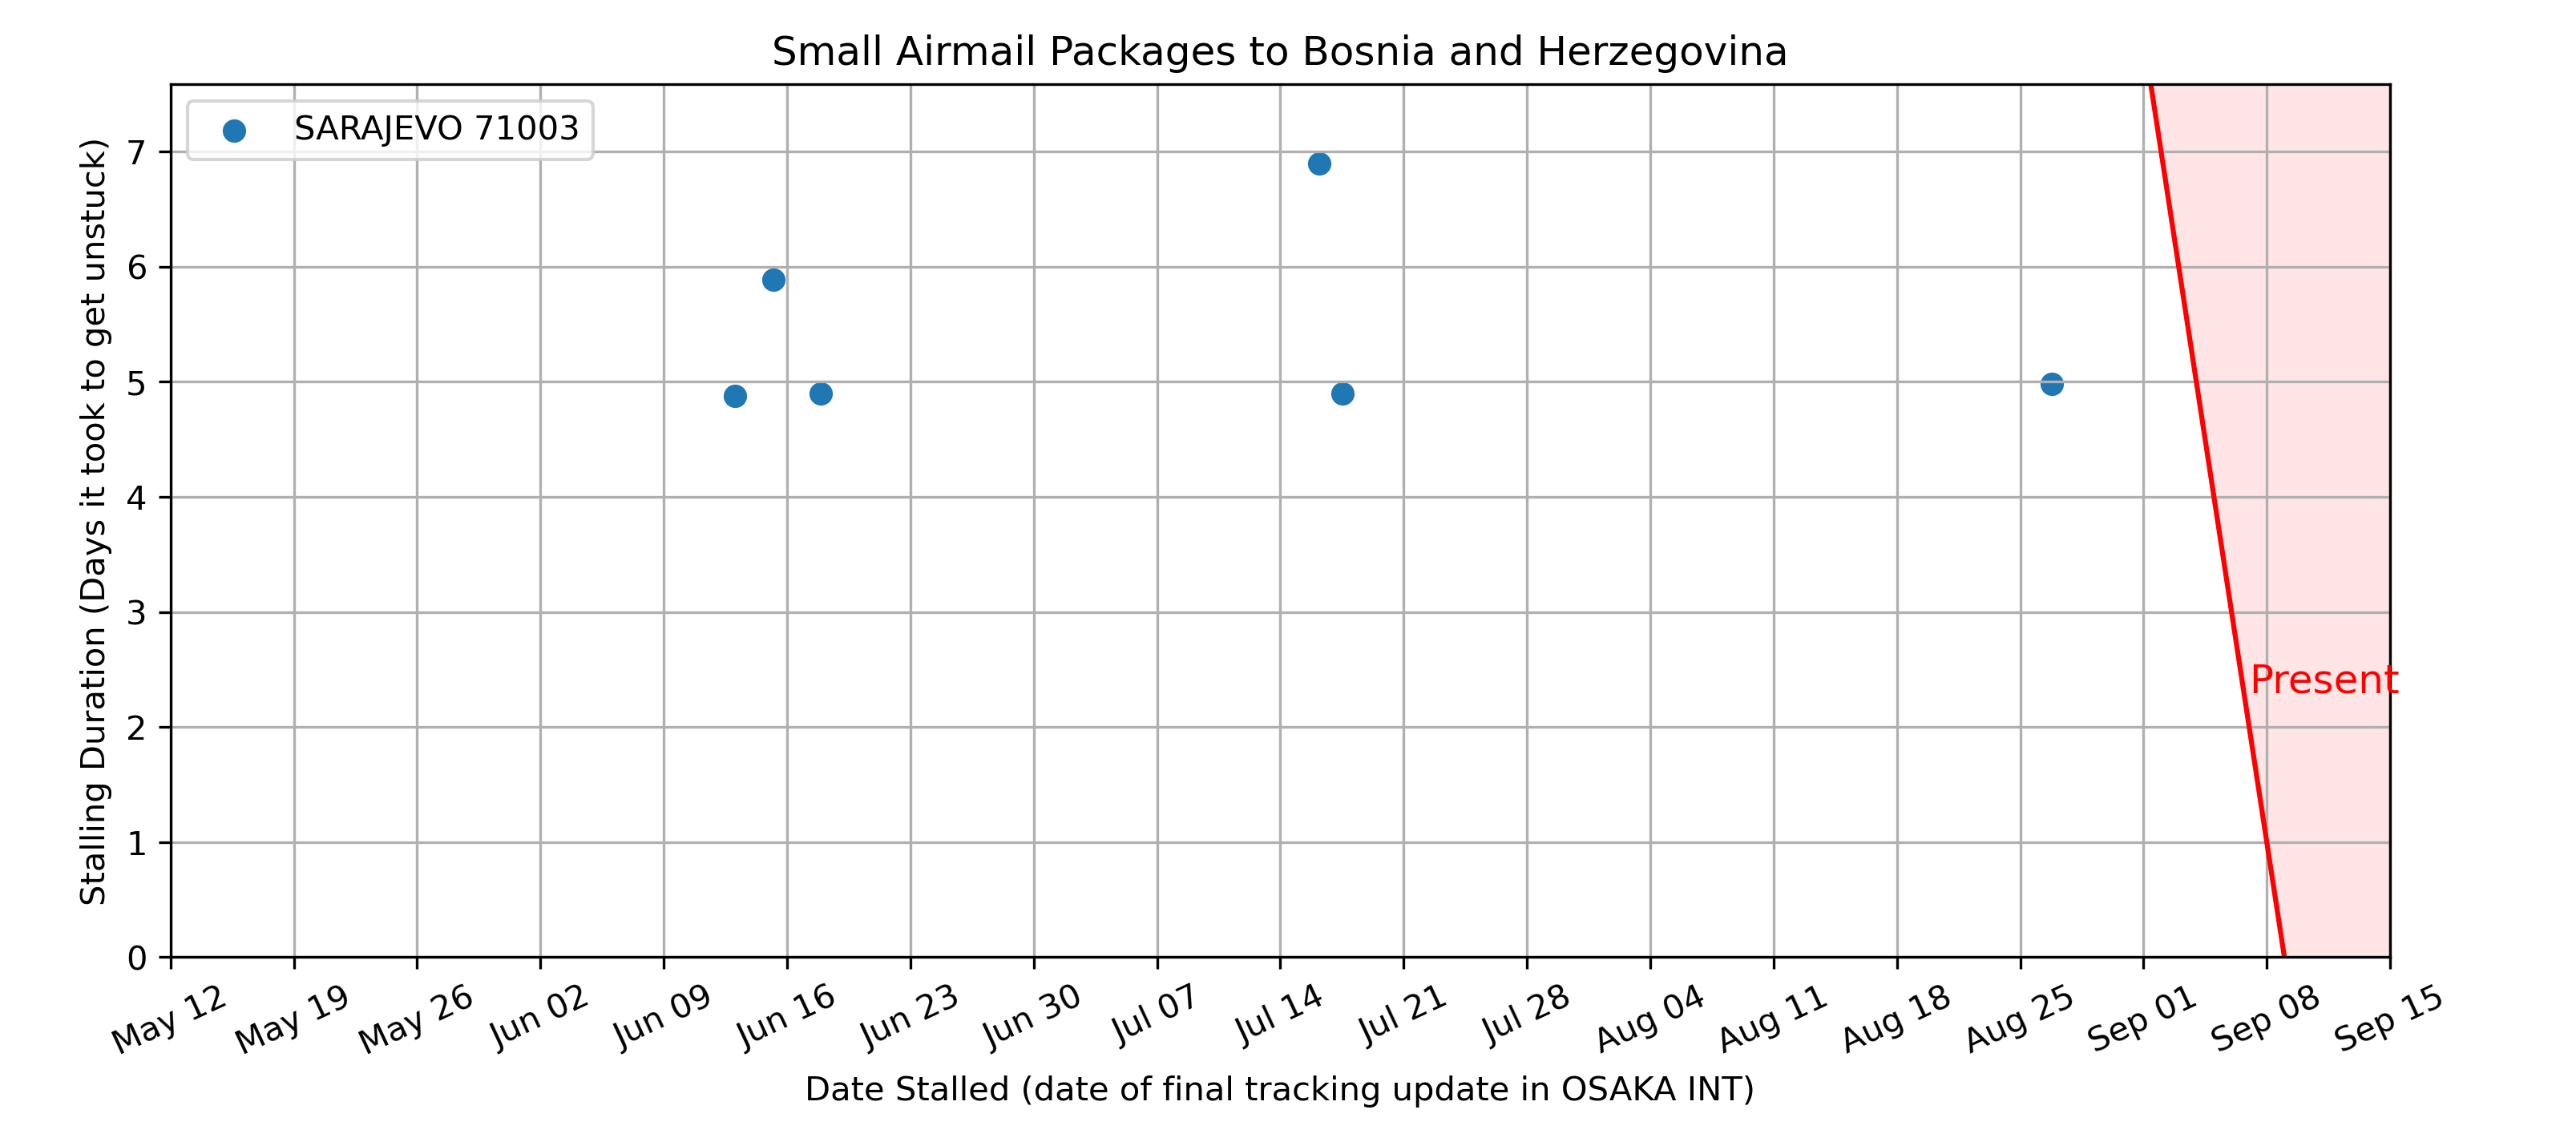 Small Airmail Packages to Bosnia and Herzegovina
SARAJEVO 71003
Stalling Duration (Days it took to get unstuck)
7
6
5
4
3
2
1
0
Present
May 12
May 19
May 26
Jun 02
Jun 09
Jun 16
Jun 23
Jun 30
Jul 07
Jul 14
Jul 21
Jul 28
Aug 04
Aug 11
Aug 18
Aug 25
Sep 01
Sep 08
Sep 15
Date Stalled (date of final tracking update in OSAKA INT)